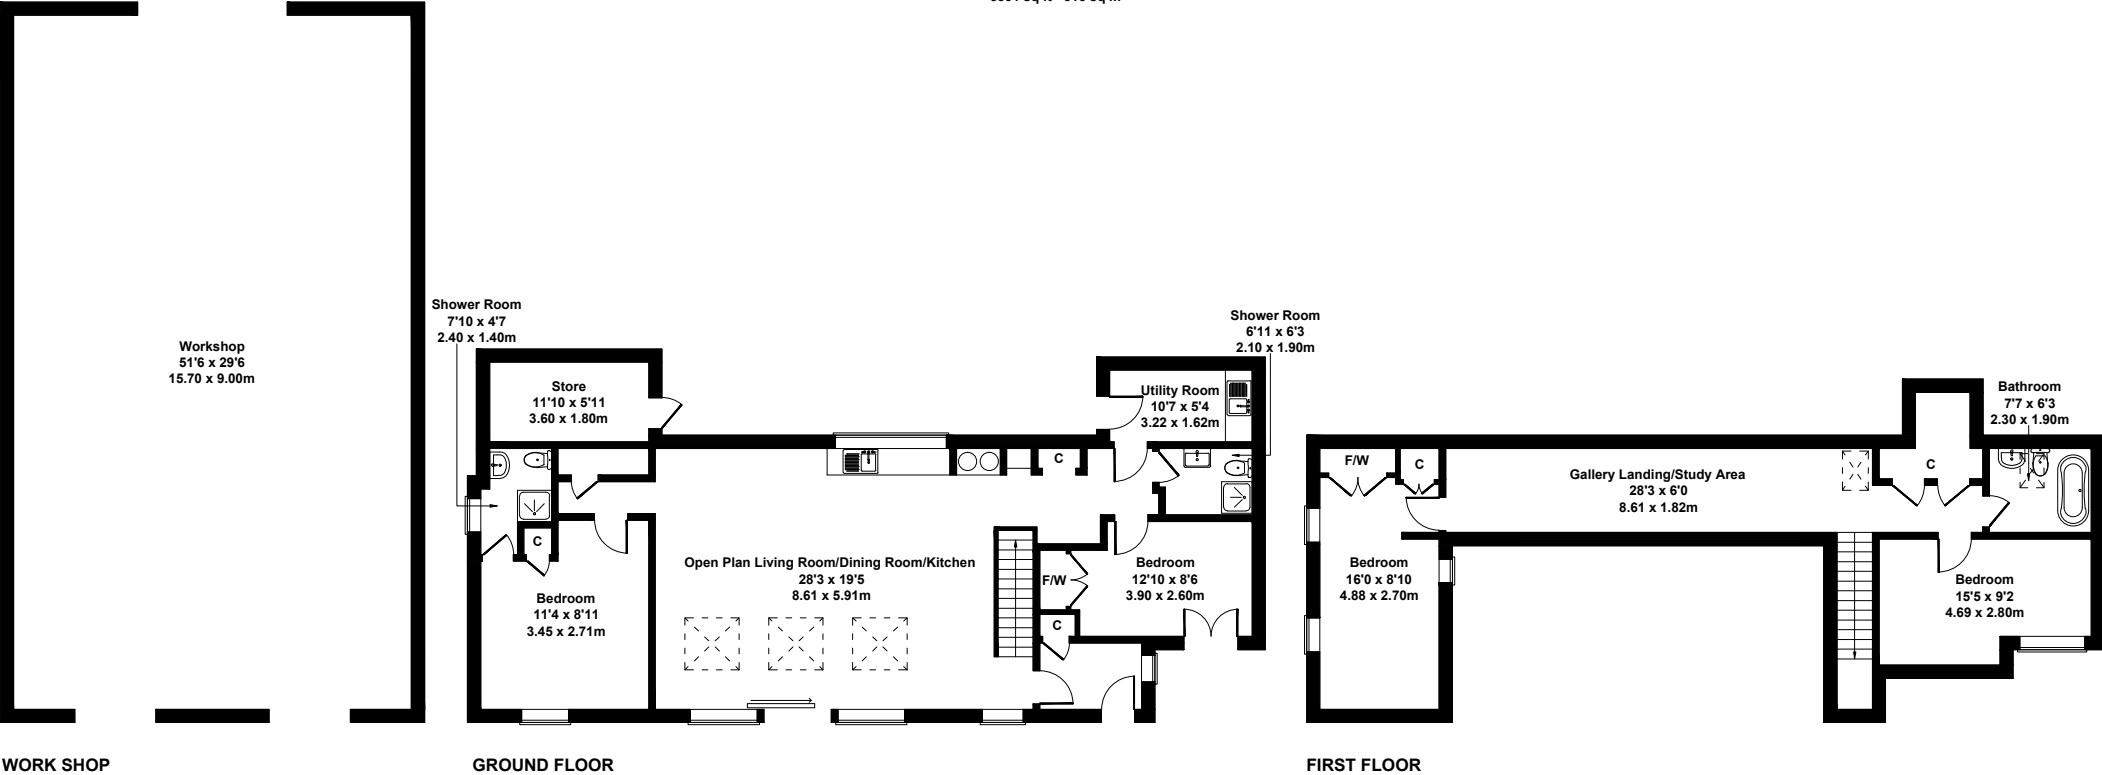 Workshop
51'6 x 29'6
15.70 x 9.00m
WORK SHOP
Shower Room
7'10 x 4'7
2.40 x 1.40m
Store
11'10 x 5'11
3.60 x 1.80m
C
Bedroom
11'4 x 8'11
3.45 x 2.71m
Open Plan Living Room/Dining Room/Kitchen
28'3 x 19'5
8.61 x 5.91m
C
Utility Room
10'7 x 5'4
3.22 x 1.62m
Shower Room
6'11 x 6'3
2.10 x 1.90m
F/W
Bedroom
12'10 x 8'6
3.90 x 2.60m
C
GROUND FLOOR
F/W
C
Bedroom
16'0 x 8'10
4.88 x 2.70m
Gallery Landing/Study Area
28'3 x 6'0
8.61 x 1.82m
C
Bathroom
7'7 x 6'3
2.30 x 1.90m
Bedroom
15'5 x 9'2
4.69 x 2.80m
FIRST FLOOR